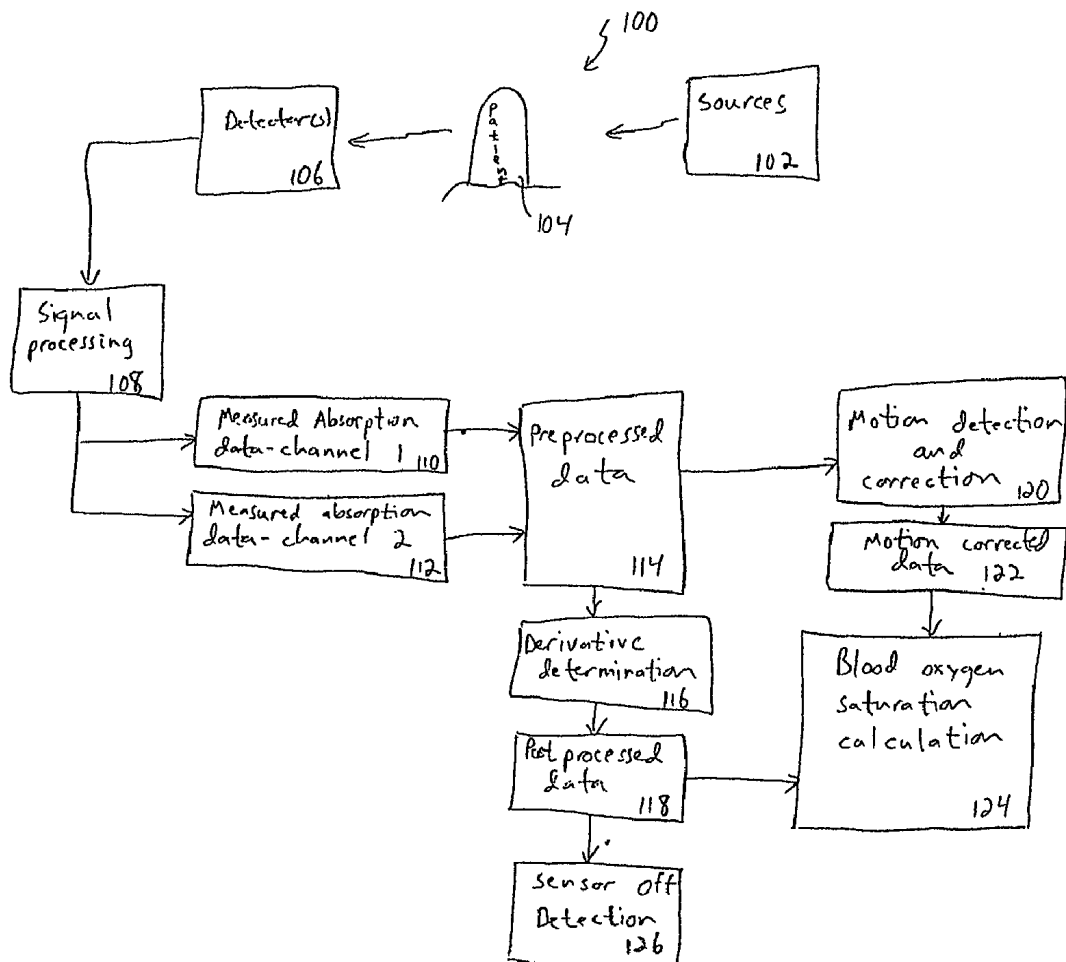 100
Detector(s)
106
Patient
104
Sources
102
Signal
processing
108
Measured Absorption
data-channel 1
110
Measured absorption
data-channel 2
112
Preprocessed
data
114
Motion detection
and
correction
120
Motion corrected
data 122
Derivative
determination
116
Blood oxygen
saturation
calculation
124
Post processed
data
118
Sensor Off
Detection
126